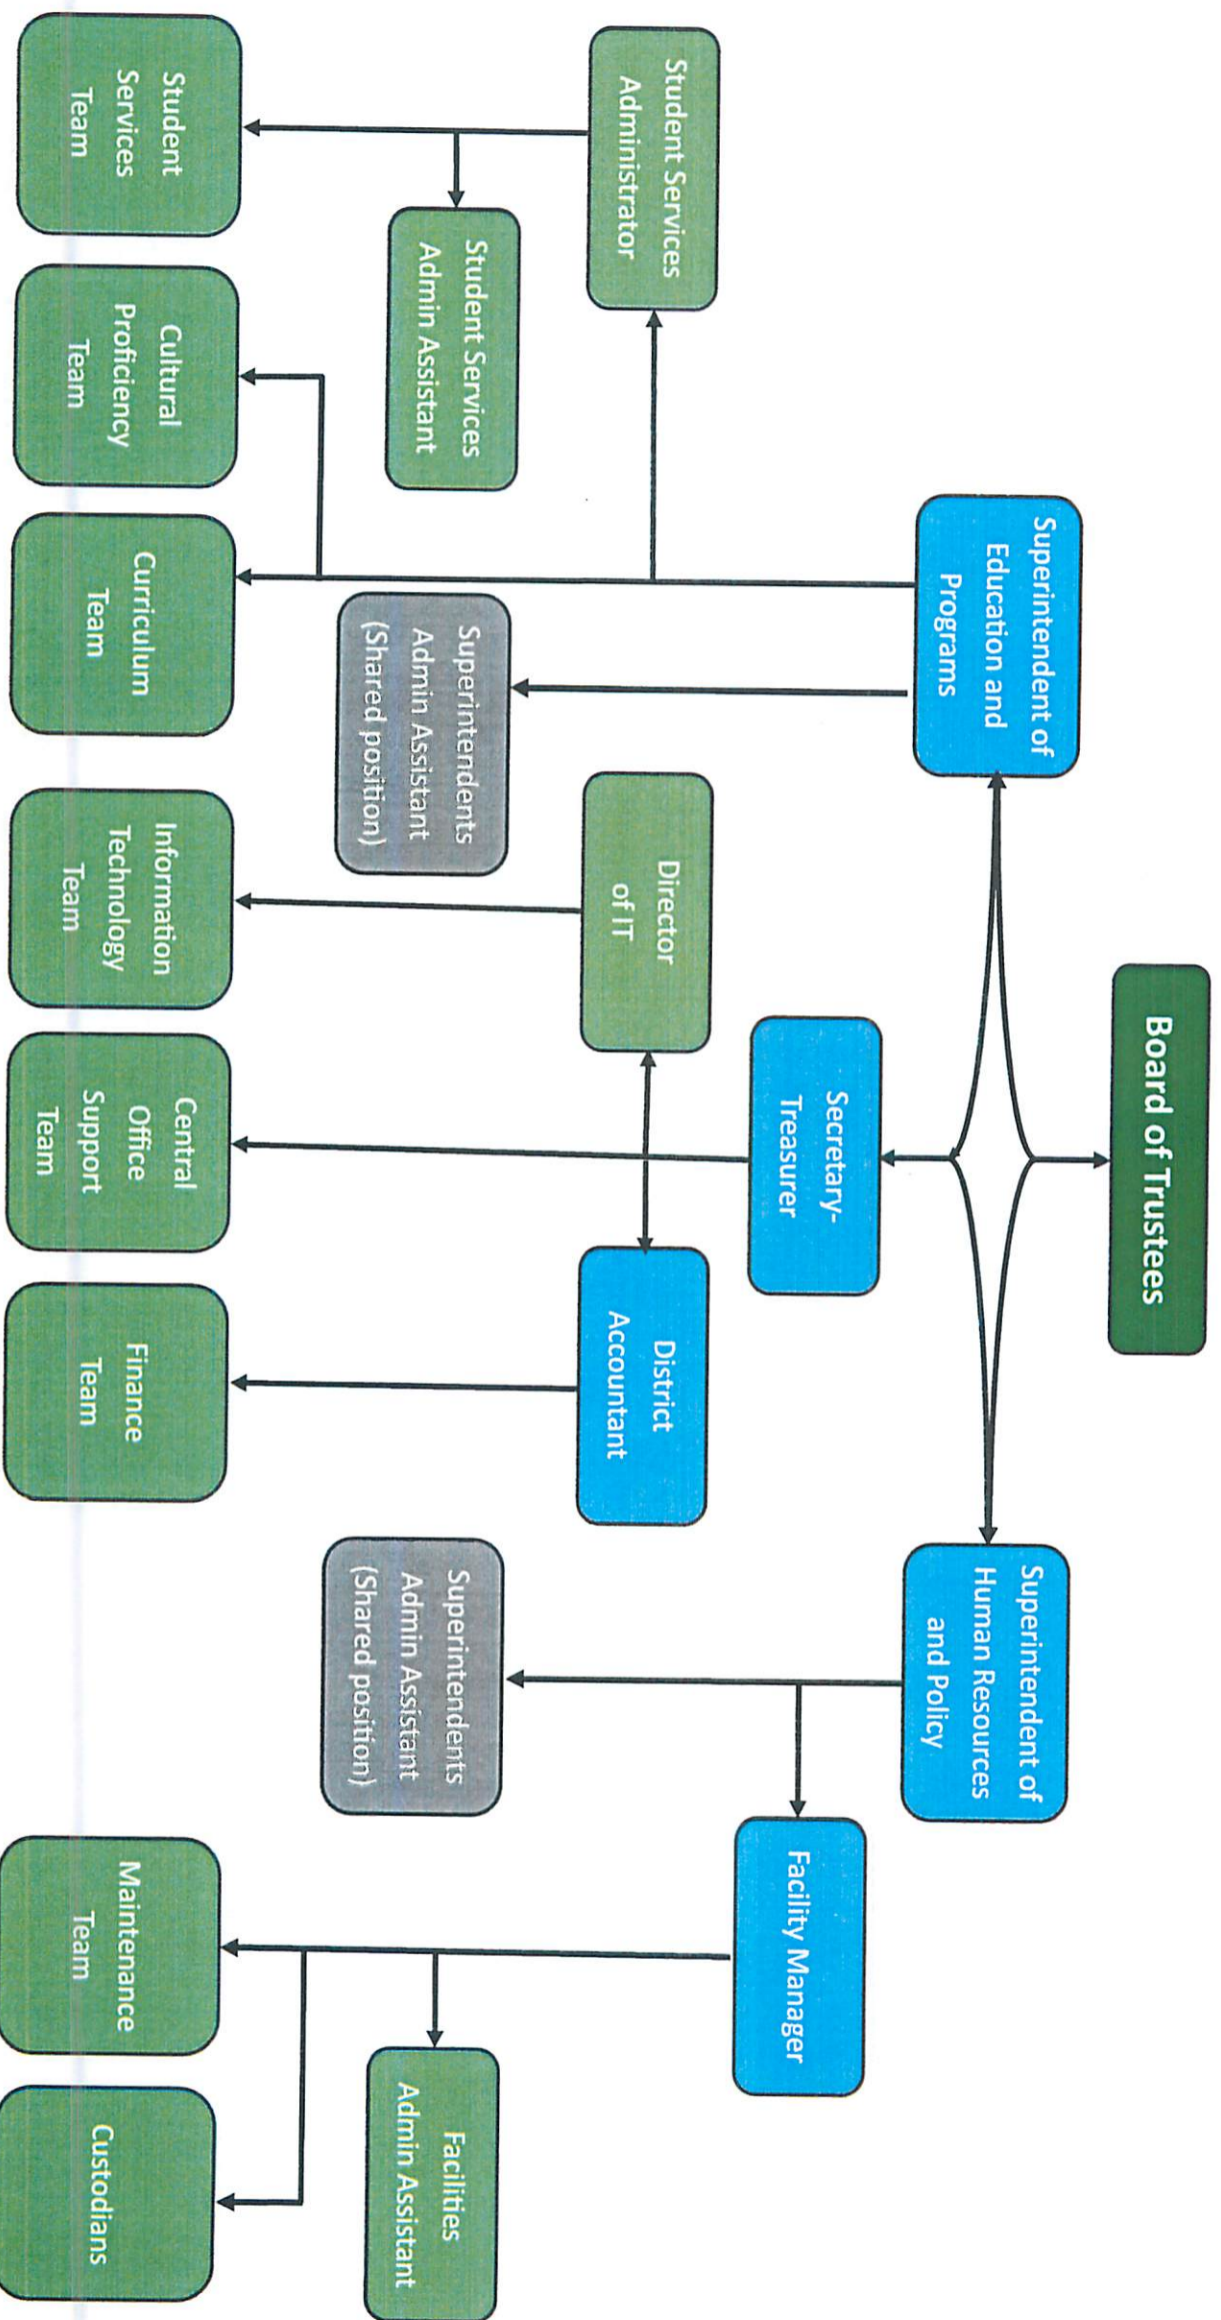 Board of Trustees
Superintendent of
Education and
Programs
Superintendent of
Human Resources
and Policy
Secretary-
Treasurer
Facility Manager
Student Services
Administrator
Director
of IT
District
Accountant
Student Services
Admin Assistant
Superintendents
Admin Assistant
(Shared position)
Superintendents
Admin Assistant
(Shared position)
Facilities
Admin Assistant
Student
Services
Team
Cultural
Proficiency
Team
Curriculum
Team
Information
Technology
Team
Central
Office
Support
Team
Finance
Team
Maintenance
Team
Custodians